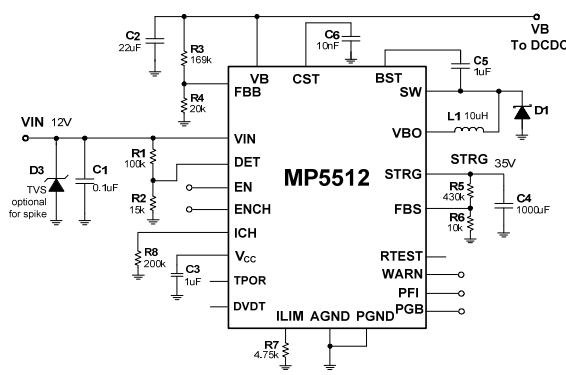 C2
22uF
R3
169k
C6
10nF
VB
To DCDC
C5
1uF
VB
CST
BST
FBB
SW
R4
20k
D1
L1 10uH
VIN 12V
VIN
VBO
R1
100k
DET
MP5512
STRG
STRG 35V
D3
TVS
optional
for spike
C1
0.1uF
EN
R5
430k
R2
15k
ENCH
FBS
R6
10k
C4
1000uF
ICH
R8
200k
VCC
RTEST
C3
1uF
WARN
TPOR
PFI
DVDT
PGB
ILIM
AGND
PGND
R7
4.75k